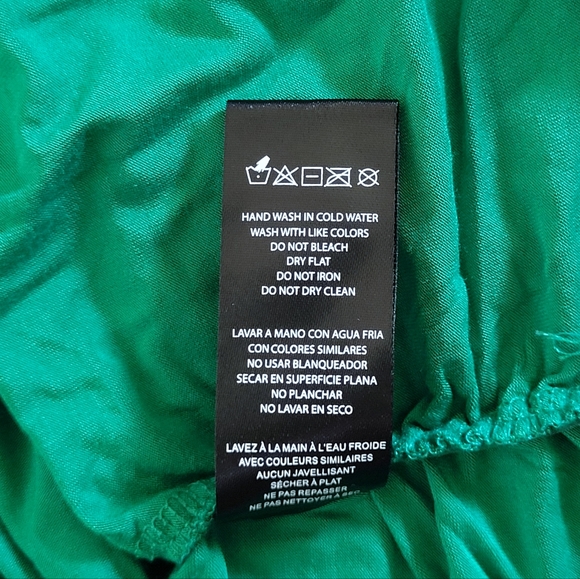 HAND WASH IN COLD WATER
WASH WITH LIKE COLORS
DO NOT BLEACH
DRY FLAT
DO NOT IRON
DO NOT DRY CLEAN
LAVAR A MANO CON AGUA FRIA
CON COLORES SIMILARES
NO USAR BLANQUEADOR
SECAR EN SUPERFICIE PLANA
NO PLANCHAR
NO LAVAR EN SECO
LAVEZ À LA MAIN À L'EAU FROIDE
AVEC COULEURS SIMILAIRES
AUCUN JAVELLISANT
SÉCHER À PLAT
NE PAS REPASSER
NE PAS NETTOYER À SEC